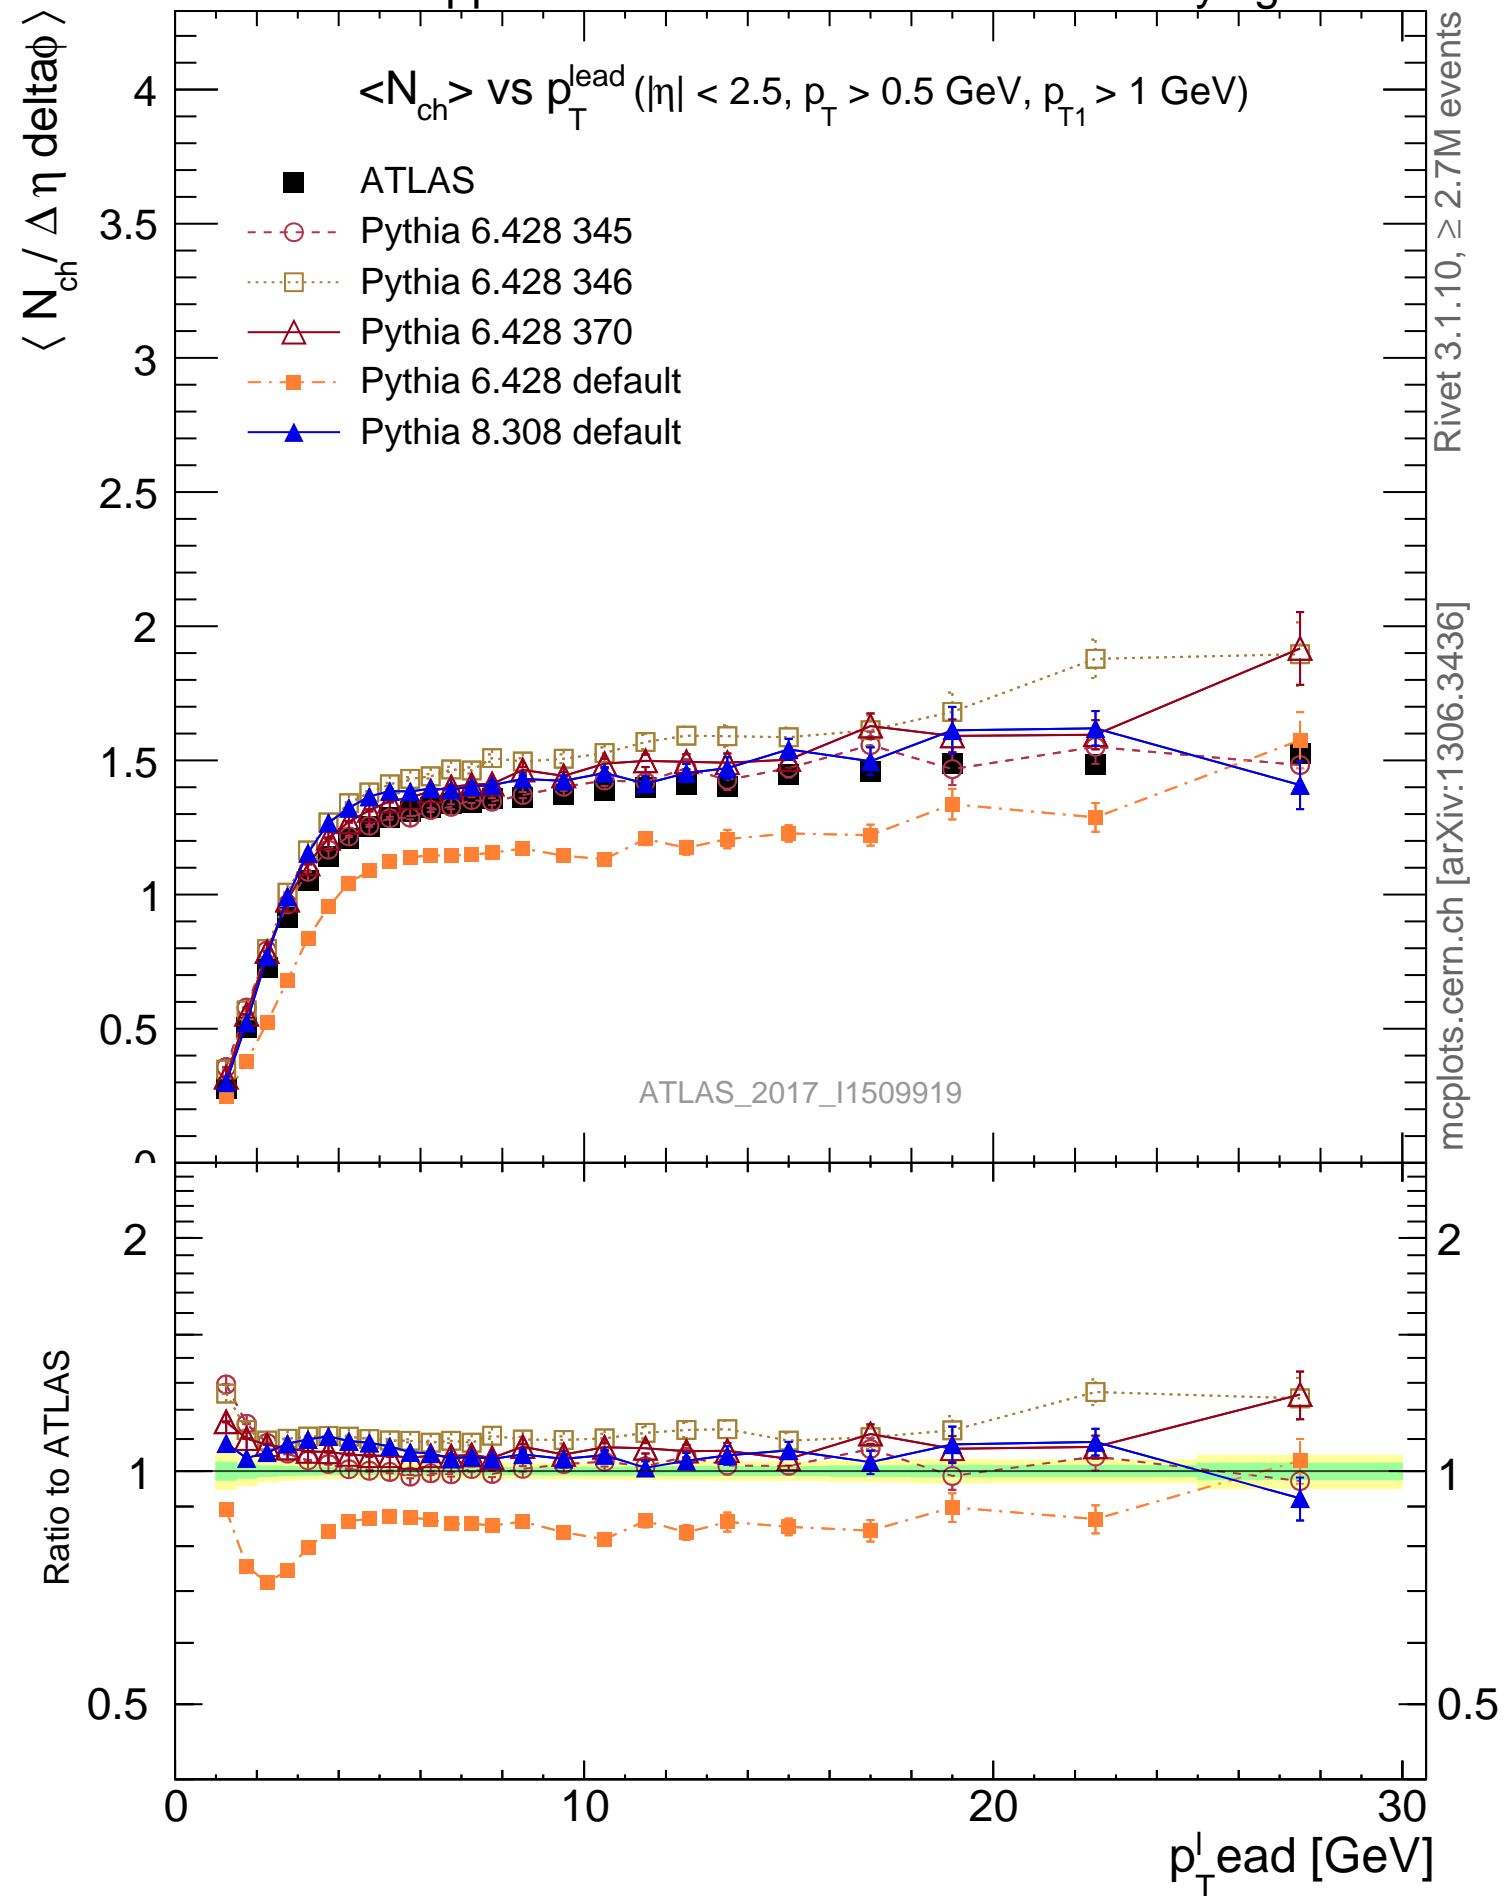 ⟨ N_ch / Δη deltaϕ ⟩
<N_ch> vs p_T^lead (|η| < 2.5, p_T > 0.5 GeV, p_T1 > 1 GeV)
ATLAS
Pythia 6.428 345
Pythia 6.428 346
Pythia 6.428 370
Pythia 6.428 default
Pythia 8.308 default
4
3.5
3
2.5
2
1.5
1
0.5
0
ATLAS_2017_I1509919
Rivet 3.1.10, ≥ 2.7M events
mcplots.cern.ch [arXiv:1306.3436]
Ratio to ATLAS
2 2
1 1
0.5 0.5
0 10 20 30
p_T^lead [GeV]